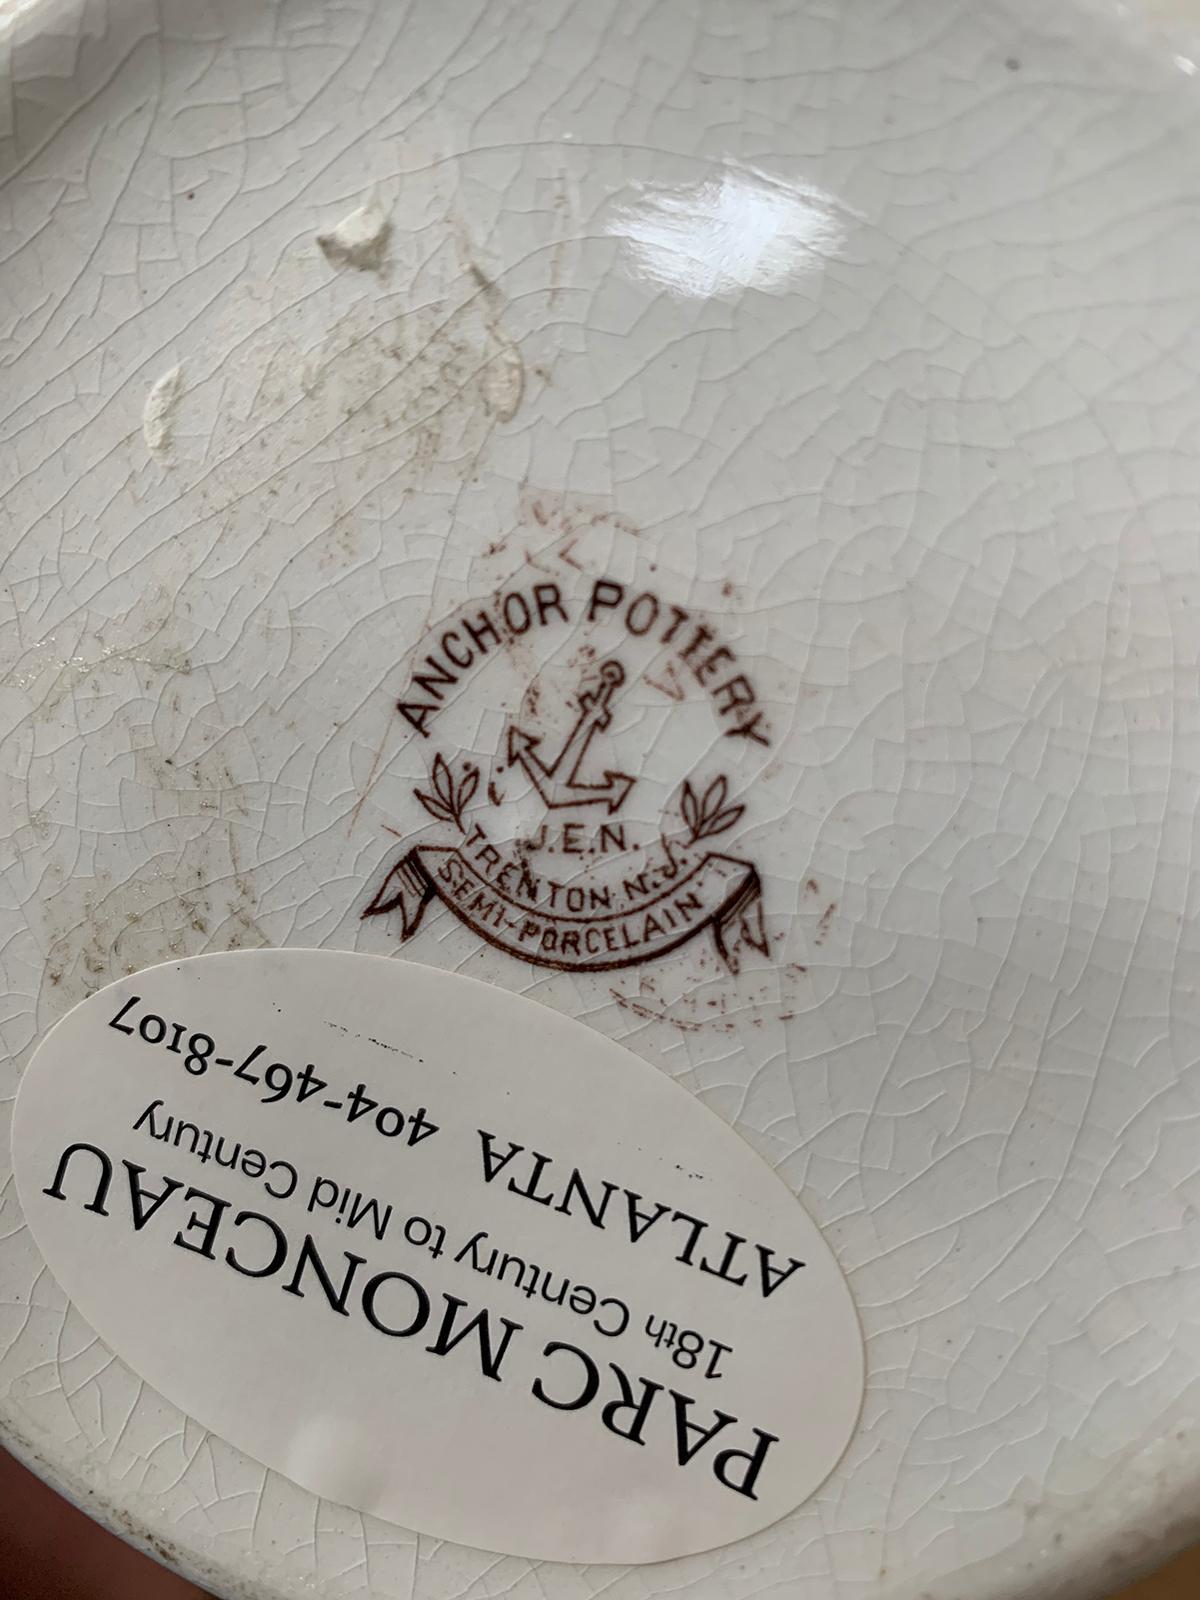 ANCHOR POTTERY
J.E.N.
TRENTON N.J.
SEMI-PORCELAIN
PARC MONCEAU
18th Century to Mid Century
ATLANTA 404-467-8107